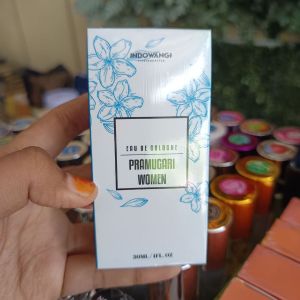 INDOWANGI
EAU DE COLOGNE
PRAMUGARI
WOMEN
30ML / 1FL.OZ